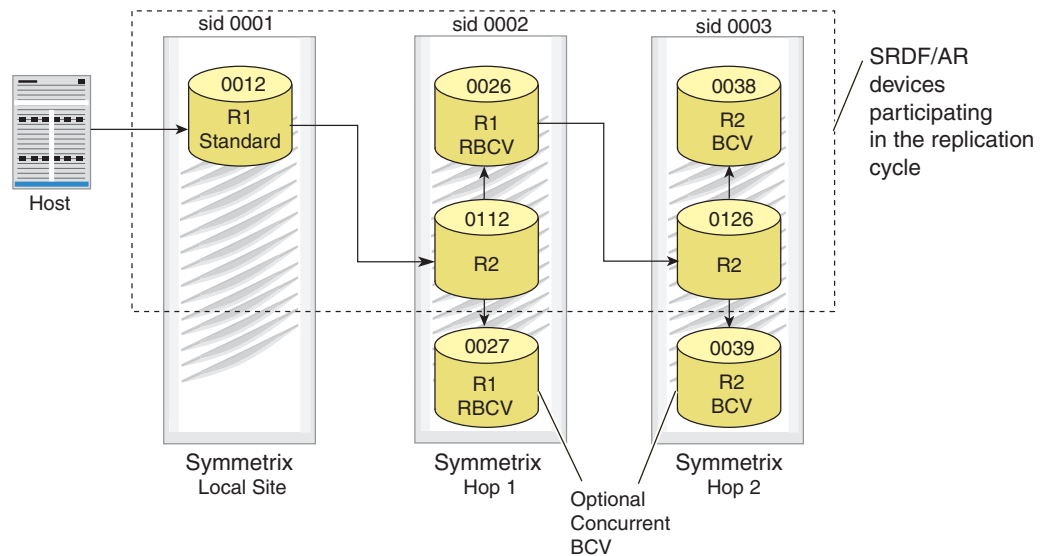 sid 0001
sid 0002
sid 0003
0012
R1
Standard
0026
R1
RBCV
0038
R2
BCV
SRDF/AR
devices
participating
in the replication
cycle
Host
0112
R2
0126
R2
0027
R1
RBCV
0039
R2
BCV
Symmetrix
Local Site
Symmetrix
Hop 1
Symmetrix
Hop 2
Optional
Concurrent
BCV